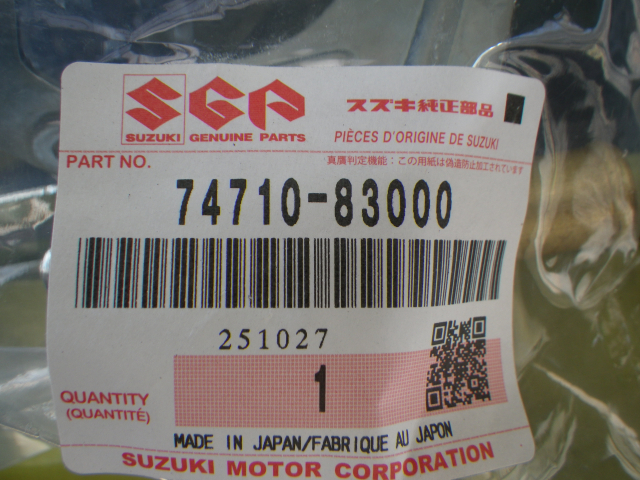 SGP スズキ純正部品
SUZUKI GENUINE PARTS PIÈCES D'ORIGINE DE SUZUKI
PART NO. 真贋判定機能：この用紙は偽造防止加工されています
74710-83000
251027
QUANTITY 1
(QUANTITÉ)
MADE IN JAPAN/FABRIQUE AU JAPON
SUZUKI MOTOR CORPORATION